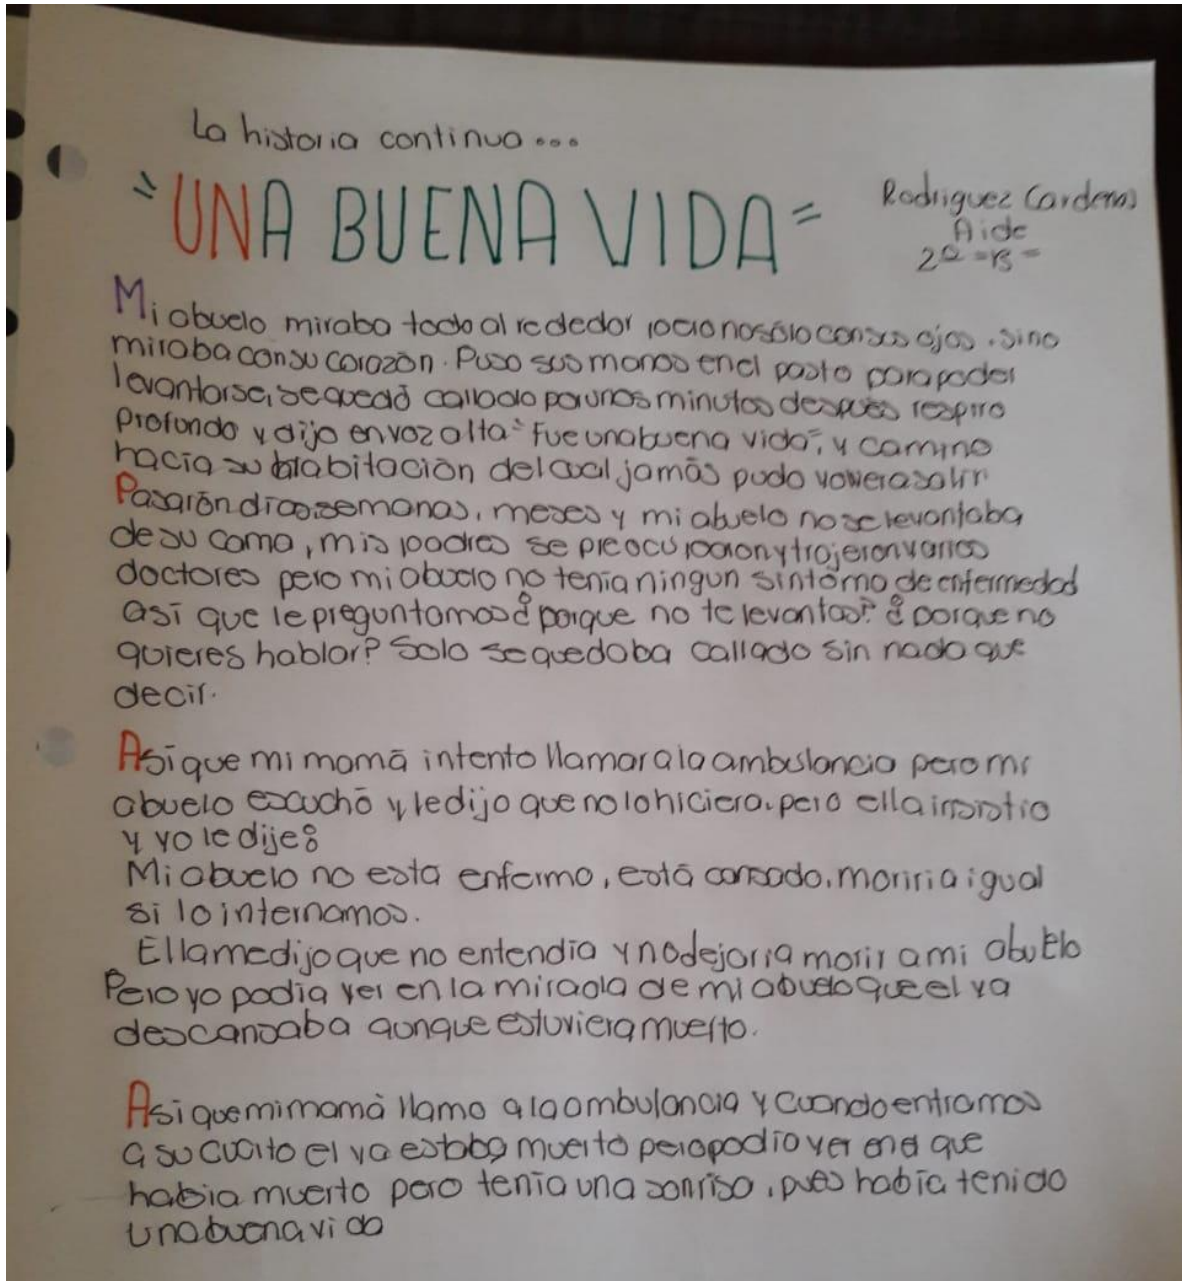 La historia continua...
"UNA BUENA VIDA"
Rodriguez Cardenas
Aide
2º "B"
Mi abuelo miraba todo al rededor pero no sólo con sus ojos. sino
miraba con su corazón. Puso sus manos en el pasto para poder
levantarse, se quedó callado por unos minutos después respiro
profundo y dijo en voz alta "Fue una buena vida", y camino
hacía su habitación del cual jamás pudo volver a salir
Pasarón días, semanas, meses y mi abuelo no se levantaba
de su cama, mis padres se preocuparon y trajeron varios
doctores pero mi abuelo no tenía ningun sintóma de enfermedad
así que le preguntamos ¿porque no te levantas? ¿porque no
quieres hablar? Solo se quedaba callado sin nada que
decir.
Así que mi mamá intento llamar a la ambulancia pero mi
abuelo escuchó y le dijo que no lo hiciera. pero ella insistio
y yo le dije:
Mi abuelo no esta enfermo, está cansado, moriria igual
si lo internamos.
Ella me dijo que no entendía y no dejaria morir a mi abuelo
Pero yo podia ver en la mirada de mi abuelo que el ya
descansaba aunque estuviera muerto.
Asi que mi mamá llamo a la ambulancia y cuando entramos
a su cuarto el ya estaba muerto pero podía ver en el que
había muerto pero tenía una sonrisa, pues había tenido
una buena vida